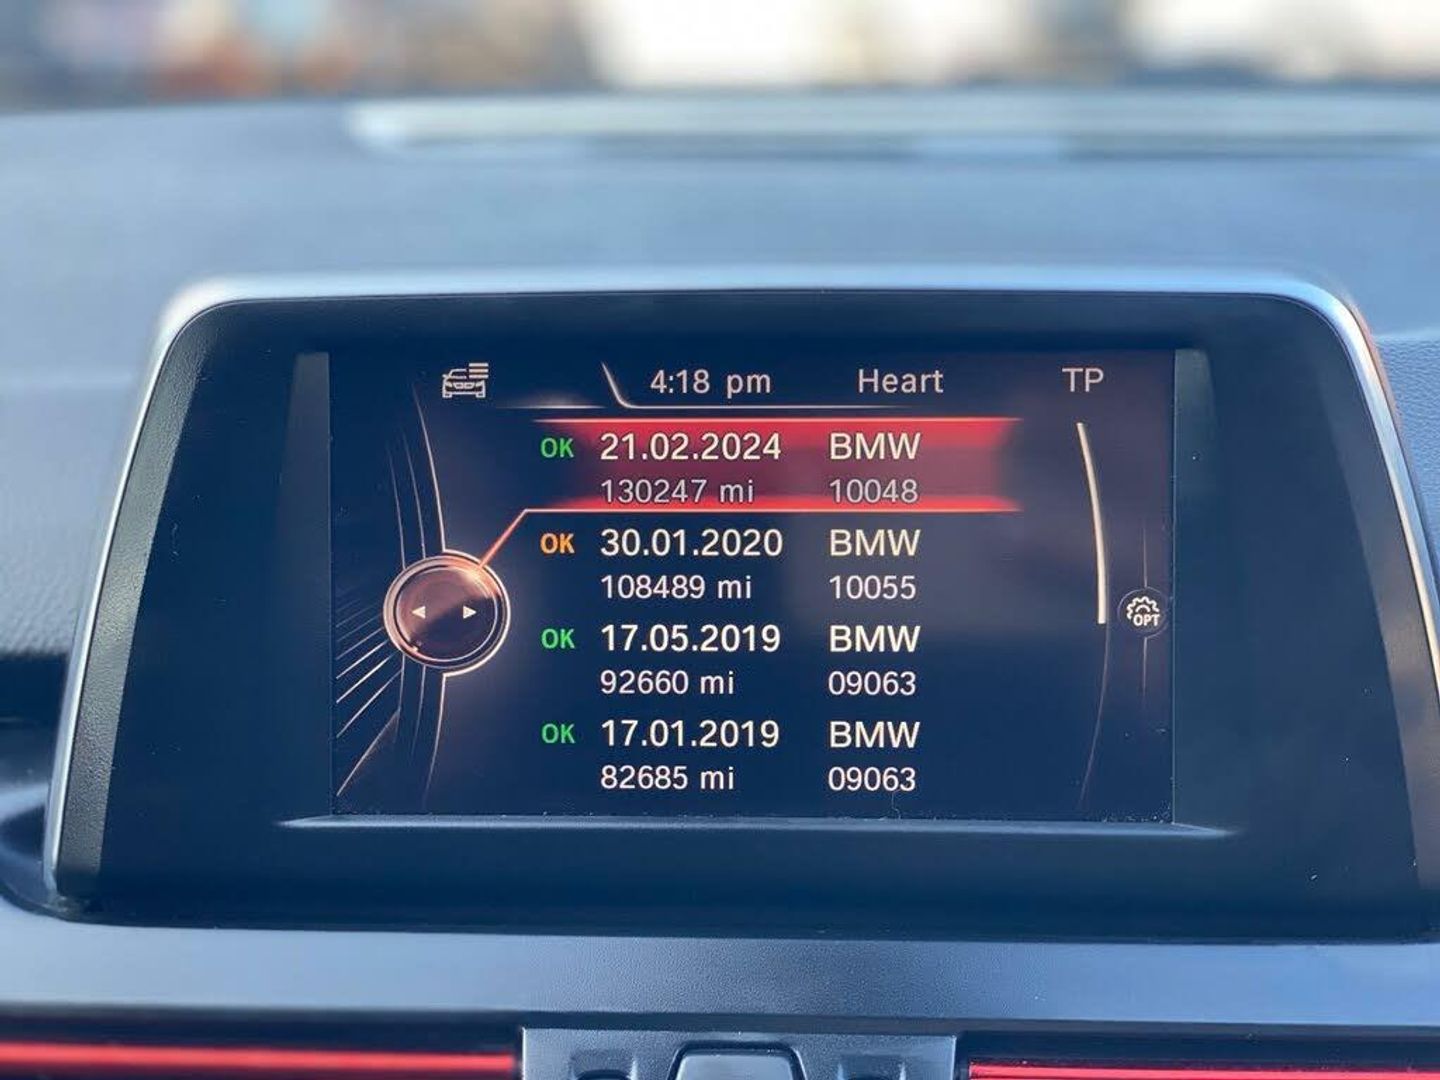 4:18 pm Heart TP
OK 21.02.2024 BMW
130247 mi 10048
OK 30.01.2020 BMW
108489 mi 10055
OK 17.05.2019 BMW
92660 mi 09063
OPT
OK 17.01.2019 BMW
82685 mi 09063